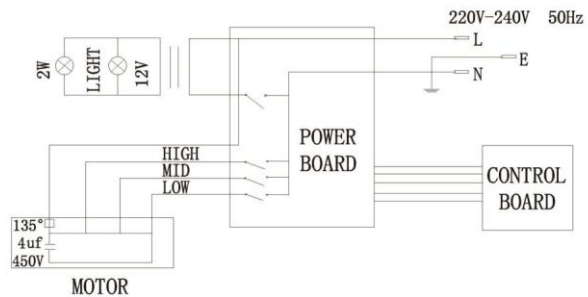 220V-240V 50Hz
L
E
N
2W
LIGHT
12V
POWER
BOARD
HIGH
MID
LOW
CONTROL
BOARD
135°
4uf
450V
MOTOR